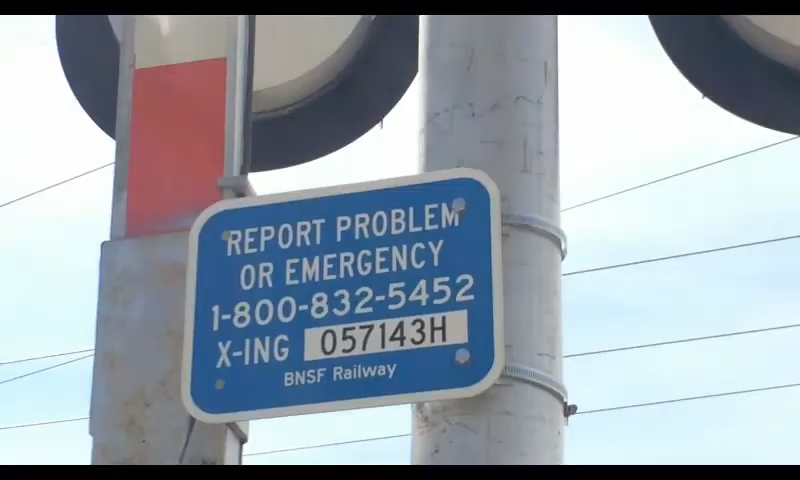 REPORT PROBLEM
OR EMERGENCY
1-800-832-5452
X-ING 057143H
BNSF Railway